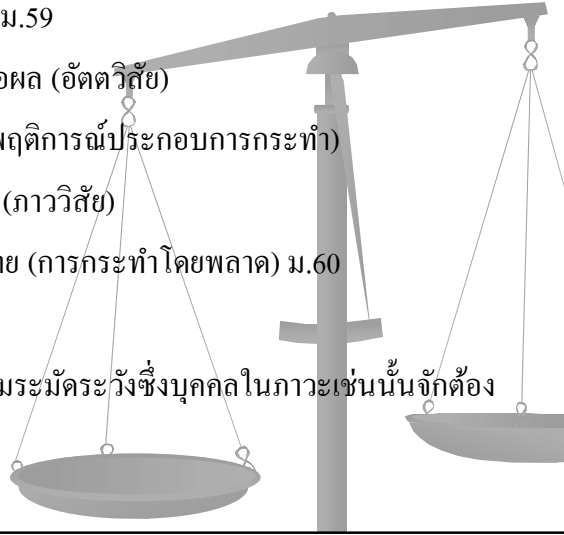 ม.59
อผล (อัตตวิสัย)
พฤติการณ์ประกอบการกระทำ)
(ภาววิสัย)
ทย (การกระทำโดยพลาด) ม.60
มระมัดระวังซึ่งบุคคลในภาวะเช่นนั้นจักต้อง